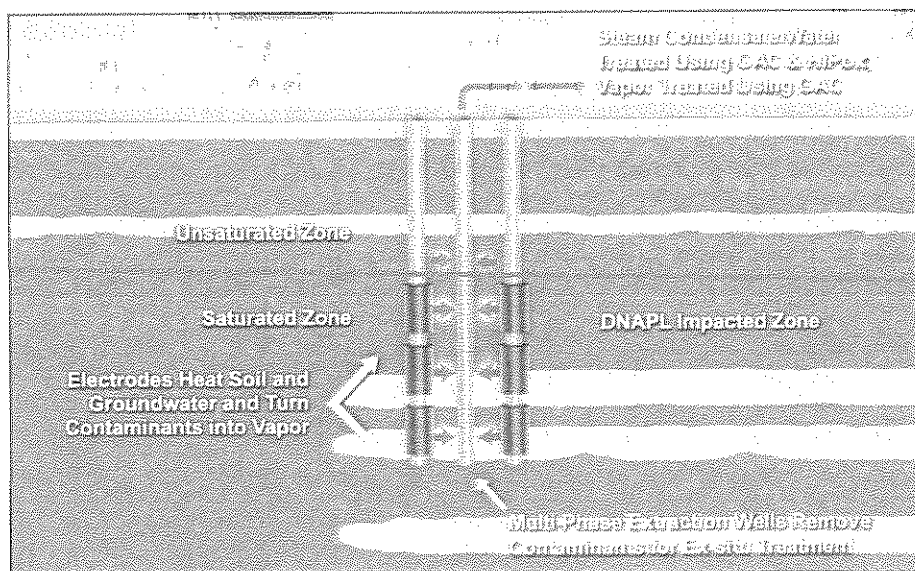 Steam Condensate/Water
Treated Using GAC & HiPOx
Vapor Treated Using GAC
Unsaturated Zone
Saturated Zone
DNAPL Impacted Zone
Electrodes Heat Soil and
Groundwater and Turn
Contaminants into Vapor
Multi-Phase Extraction Wells Remove
Contaminants for Ex situ Treatment